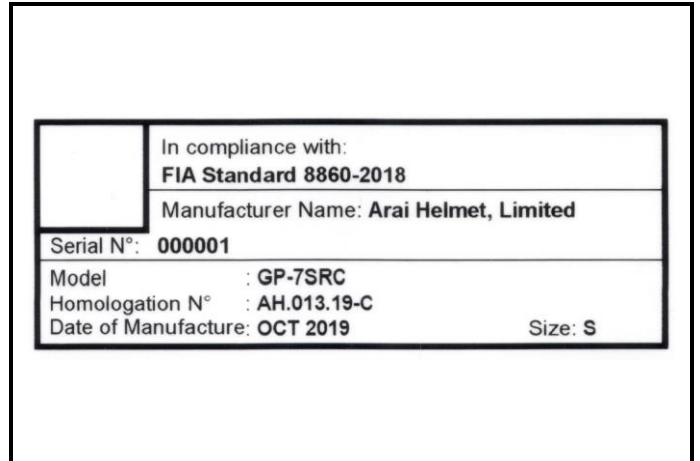 In compliance with:
FIA Standard 8860-2018
Manufacturer Name: Arai Helmet, Limited
Serial N°: 000001
Model : GP-7SRC
Homologation N° : AH.013.19-C
Date of Manufacture: OCT 2019 Size: S